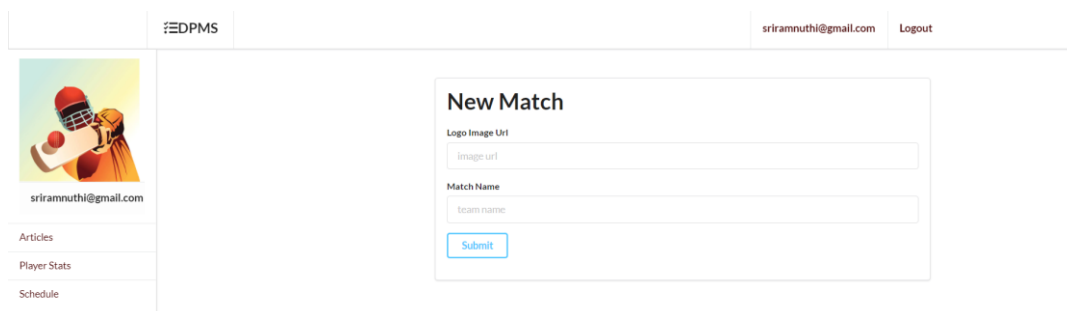 DPMS
sriramnuthi@gmail.com
Logout
sriramnuthi@gmail.com
Articles
Player Stats
Schedule
New Match
Logo Image Url
image url
Match Name
team name
Submit